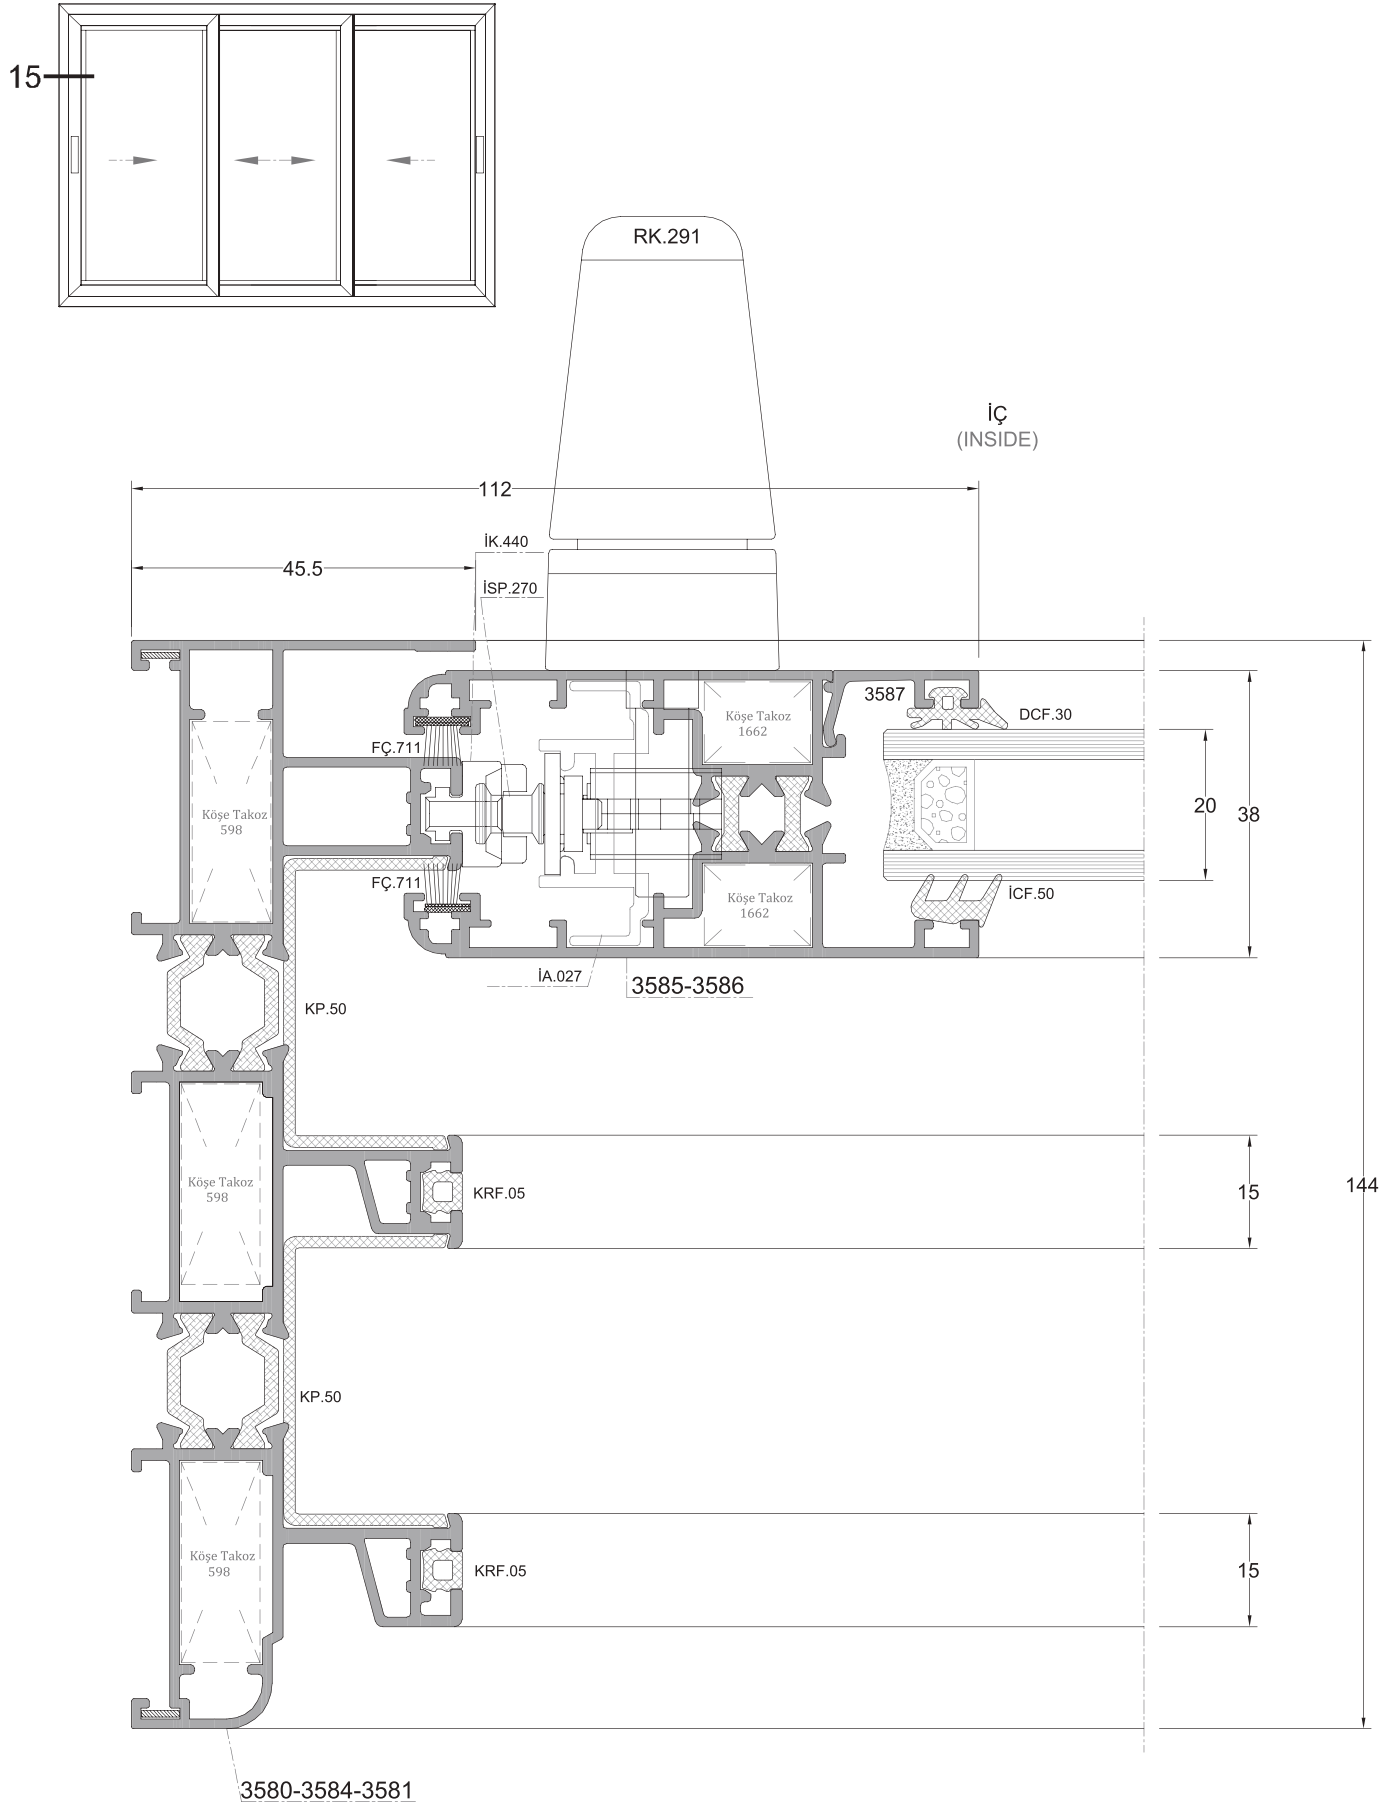 15
RK.291
İÇ
(INSIDE)
112
İK.440
45.5
İSP.270
3587
DCF.30
Köşe Takoz
1662
FÇ.711
Köşe Takoz
598
20
38
FÇ.711
Köşe Takoz
1662
İCF.50
İA.027
3585-3586
KP.50
Köşe Takoz
598
KRF.05
15
144
KP.50
Köşe Takoz
598
KRF.05
15
3580-3584-3581